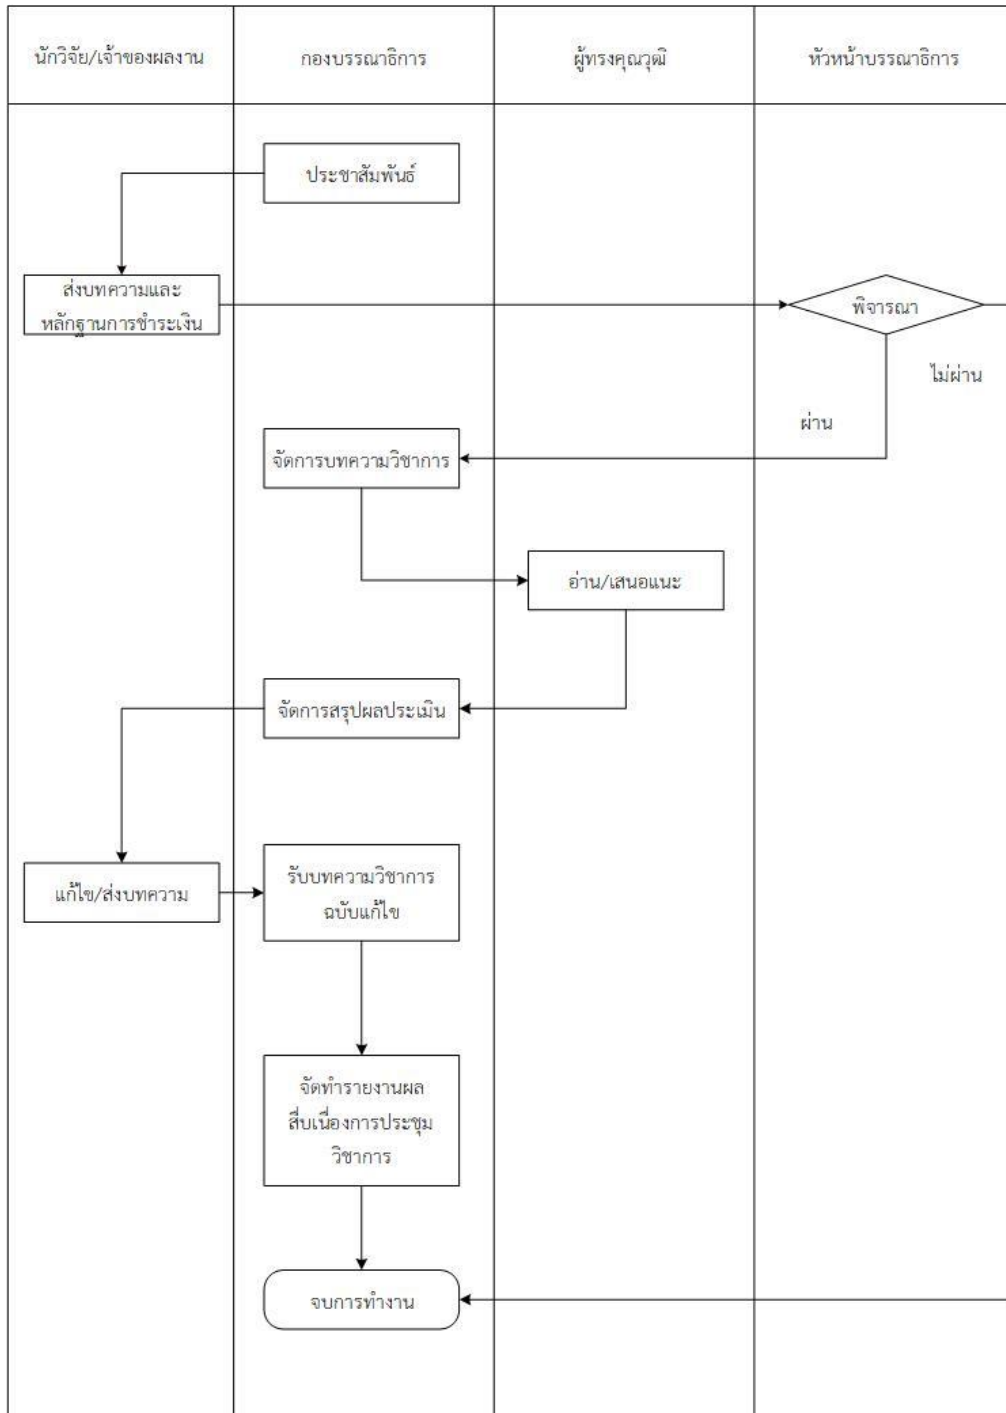 นักวิจัย/เจ้าของผลงาน
กองบรรณาธิการ
ผู้ทรงคุณวุฒิ
หัวหน้าบรรณาธิการ
ประชาสัมพันธ์
ส่งบทความและ
หลักฐานการชำระเงิน
พิจารณา
ไม่ผ่าน
ผ่าน
จัดการบทความวิชาการ
อ่าน/เสนอแนะ
จัดการสรุปผลประเมิน
แก้ไข/ส่งบทความ
รับบทความวิชาการ
ฉบับแก้ไข
จัดทำรายงานผล
สืบเนื่องการประชุม
วิชาการ
จบการทำงาน